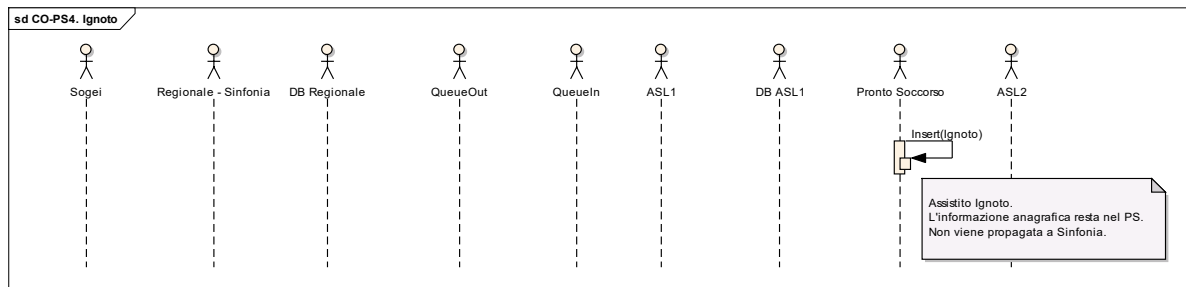 sd CO-PS4. Ignoto
Sogei
Regionale - Sinfonia
DB Regionale
QueueOut
QueueIn
ASL1
DB ASL1
Pronto Soccorso
ASL2
Insert(Ignoto)
Assistito Ignoto.
L'informazione anagrafica resta nel PS.
Non viene propagata a Sinfonia.